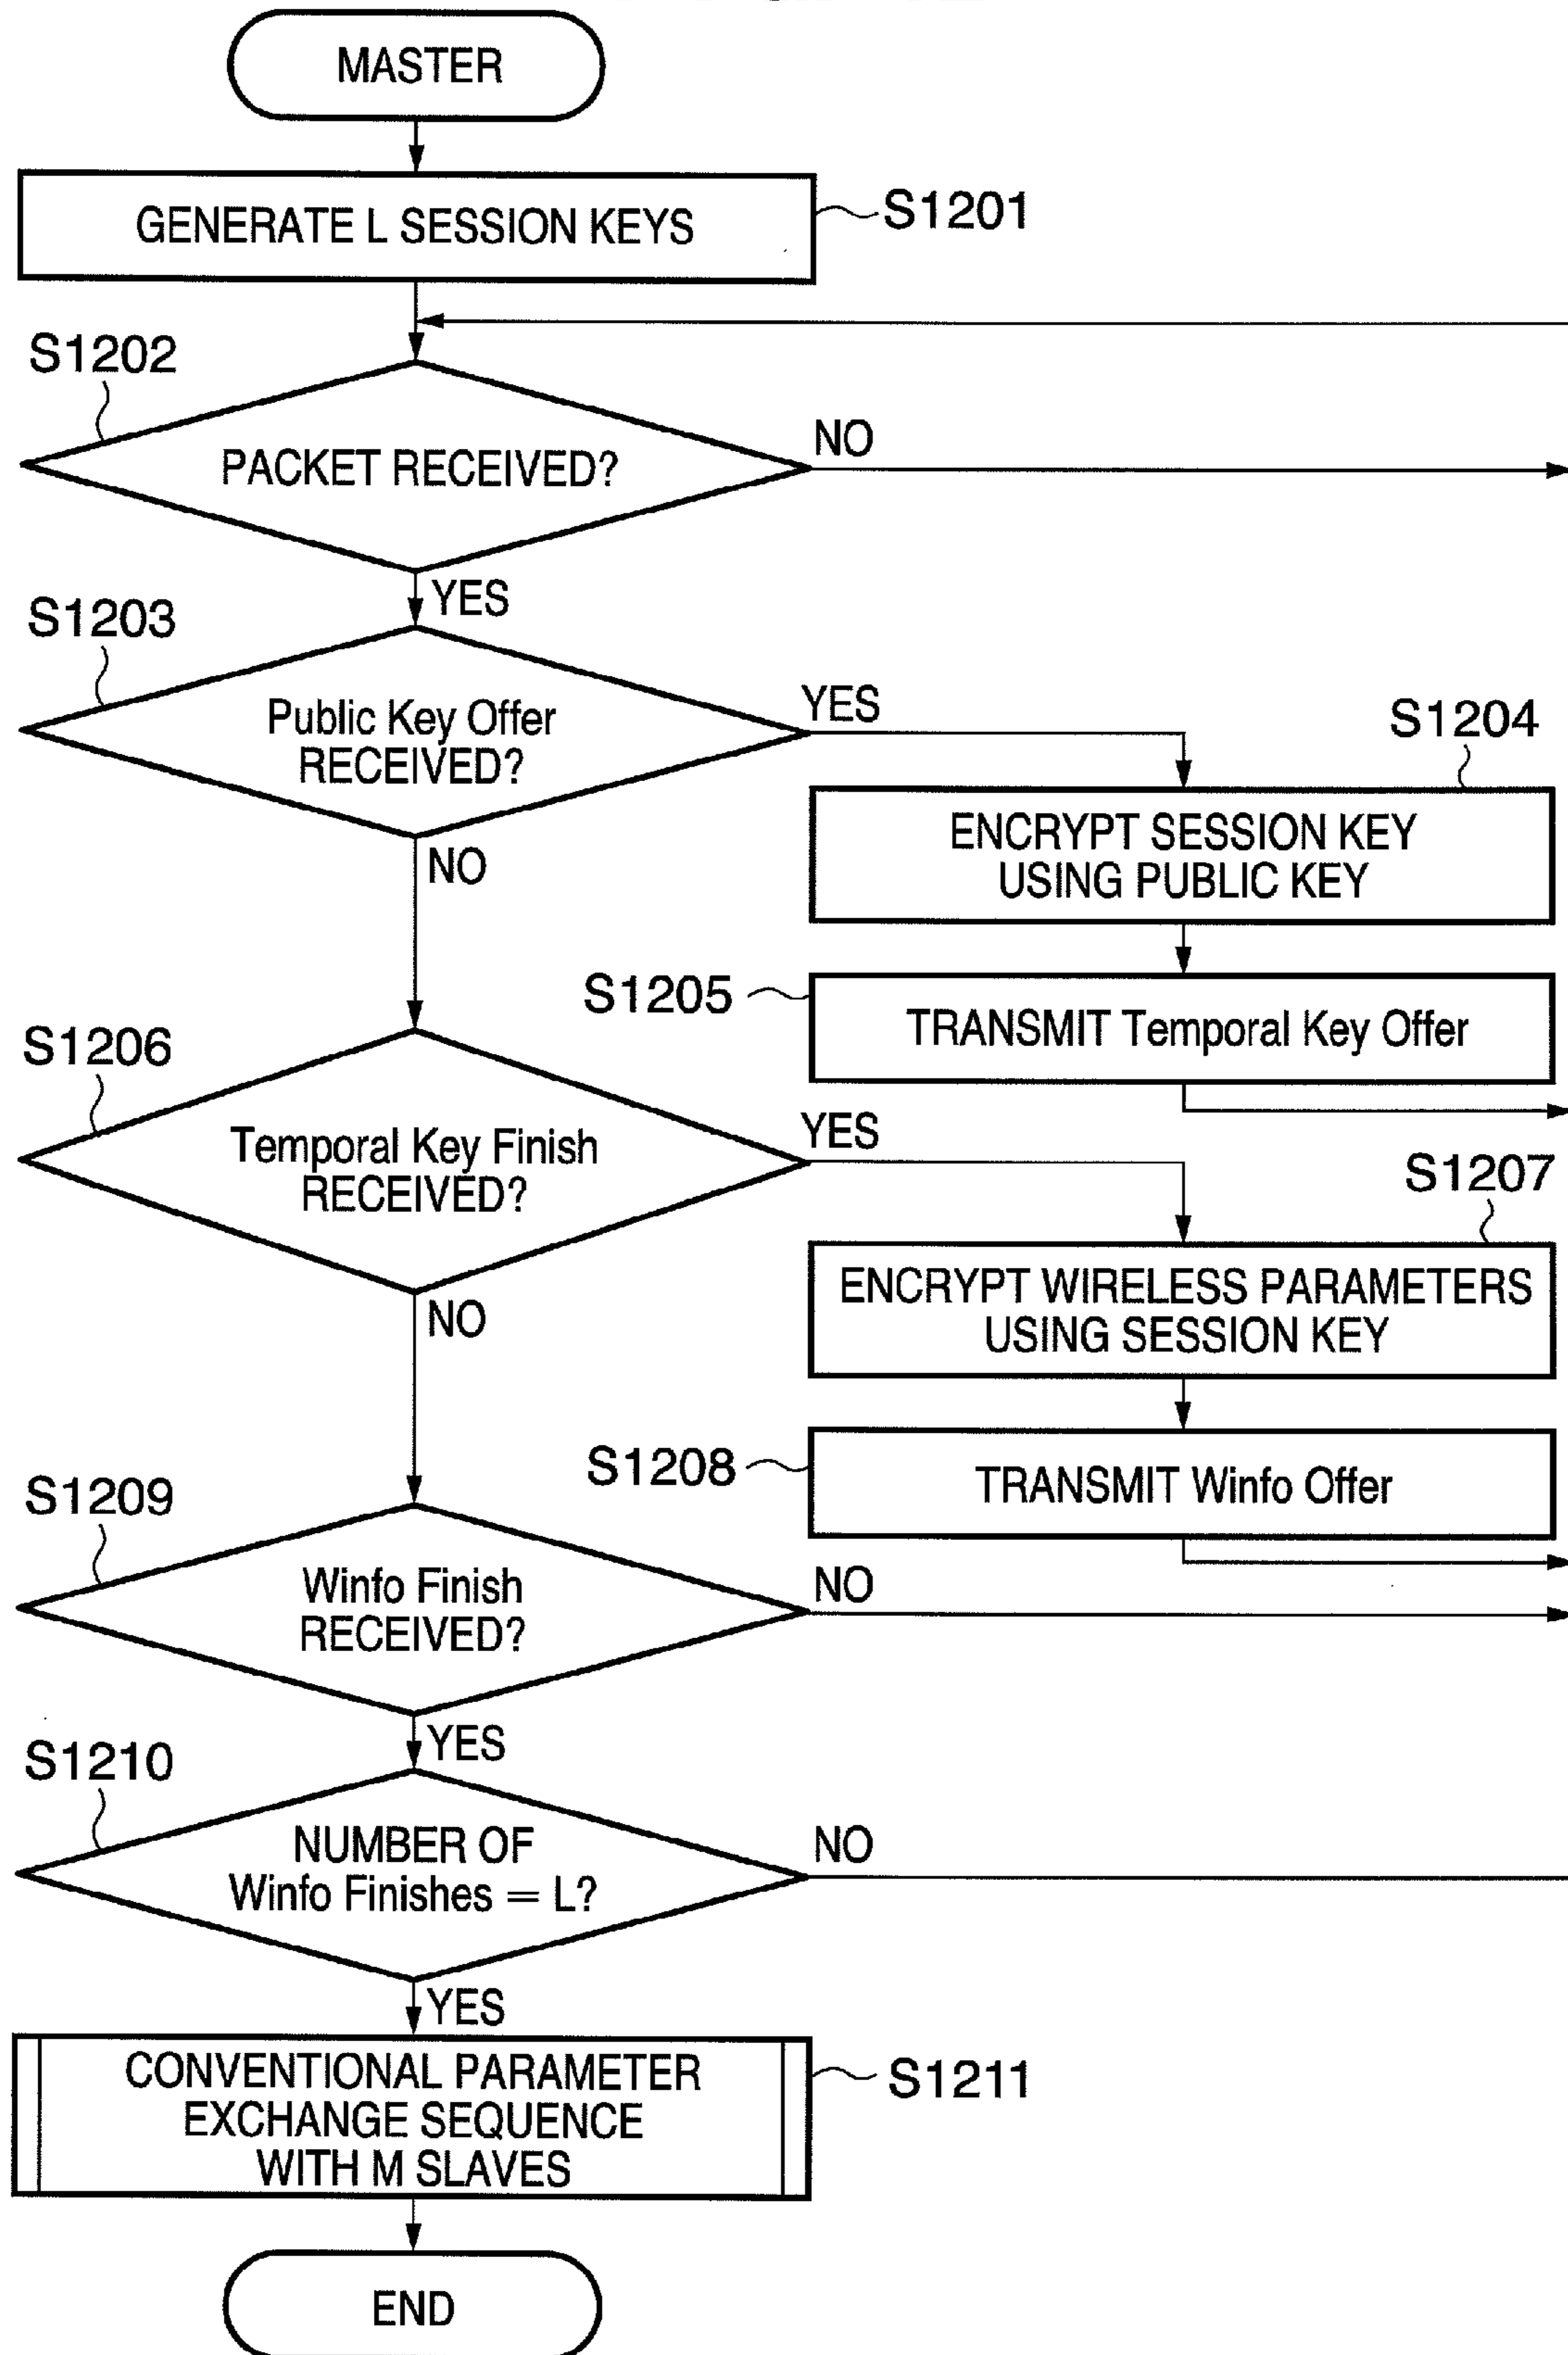 MASTER
GENERATE L SESSION KEYS
S1201
S1202
PACKET RECEIVED?
NO
YES
S1203
Public Key Offer
RECEIVED?
YES
S1204
NO
ENCRYPT SESSION KEY
USING PUBLIC KEY
S1205
TRANSMIT Temporal Key Offer
S1206
Temporal Key Finish
RECEIVED?
YES
S1207
NO
ENCRYPT WIRELESS PARAMETERS
USING SESSION KEY
S1208
TRANSMIT Winfo Offer
S1209
Winfo Finish
RECEIVED?
NO
YES
S1210
NUMBER OF
Winfo Finishes = L?
NO
YES
CONVENTIONAL PARAMETER
EXCHANGE SEQUENCE
WITH M SLAVES
S1211
END